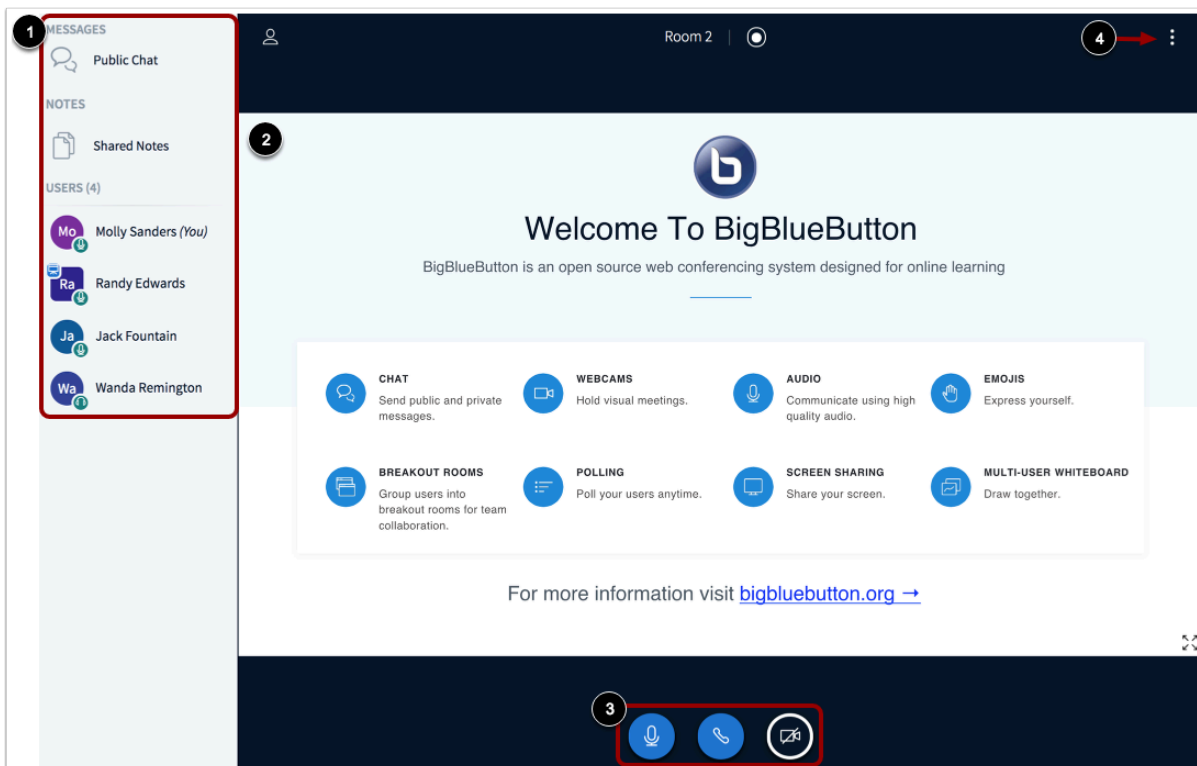 1
MESSAGES
Public Chat
NOTES
Shared Notes
USERS (4)
Mo
Molly Sanders (You)
Ra
Randy Edwards
Ja
Jack Fountain
Wa
Wanda Remington
Room 2
4
2
b
Welcome To BigBlueButton
BigBlueButton is an open source web conferencing system designed for online learning
CHAT
Send public and private
messages.
WEBCAMS
Hold visual meetings.
AUDIO
Communicate using high
quality audio.
EMOJIS
Express yourself.
BREAKOUT ROOMS
Group users into
breakout rooms for team
collaboration.
POLLING
Poll your users anytime.
SCREEN SHARING
Share your screen.
MULTI-USER WHITEBOARD
Draw together.
For more information visit bigbluebutton.org →
3